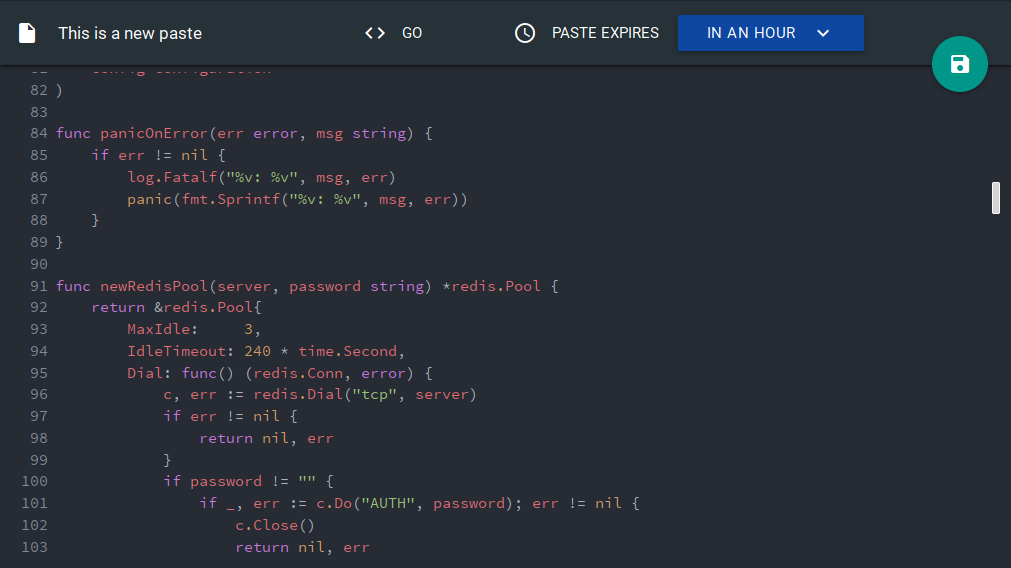 This is a new paste
<> GO
PASTE EXPIRES
IN AN HOUR
82 )
83
84 func panicOnError(err error, msg string) {
85     if err != nil {
86         log.Fatalf("%v: %v", msg, err)
87         panic(fmt.Sprintf("%v: %v", msg, err))
88     }
89 }
90
91 func newRedisPool(server, password string) *redis.Pool {
92     return &redis.Pool{
93         MaxIdle:     3,
94         IdleTimeout: 240 * time.Second,
95         Dial: func() (redis.Conn, error) {
96             c, err := redis.Dial("tcp", server)
97             if err != nil {
98                 return nil, err
99             }
100             if password != "" {
101                 if _, err := c.Do("AUTH", password); err != nil {
102                     c.Close()
103                     return nil, err